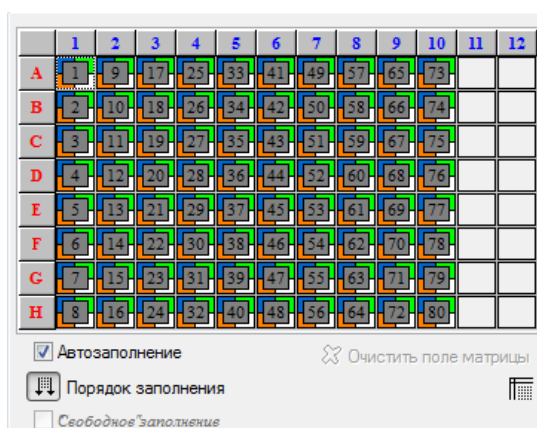 1 2 3 4 5 6 7 8 9 10 11 12
A 1 9 17 25 33 41 49 57 65 73
B 2 10 18 26 34 42 50 58 66 74
C 3 11 19 27 35 43 51 59 67 75
D 4 12 20 28 36 44 52 60 68 76
E 5 13 21 29 37 45 53 61 69 77
F 6 14 22 30 38 46 54 62 70 78
G 7 15 23 31 39 47 55 63 71 79
H 8 16 24 32 40 48 56 64 72 80
Автозаполнение Очистить поле матрицы
Порядок заполнения
Свободное заполнение